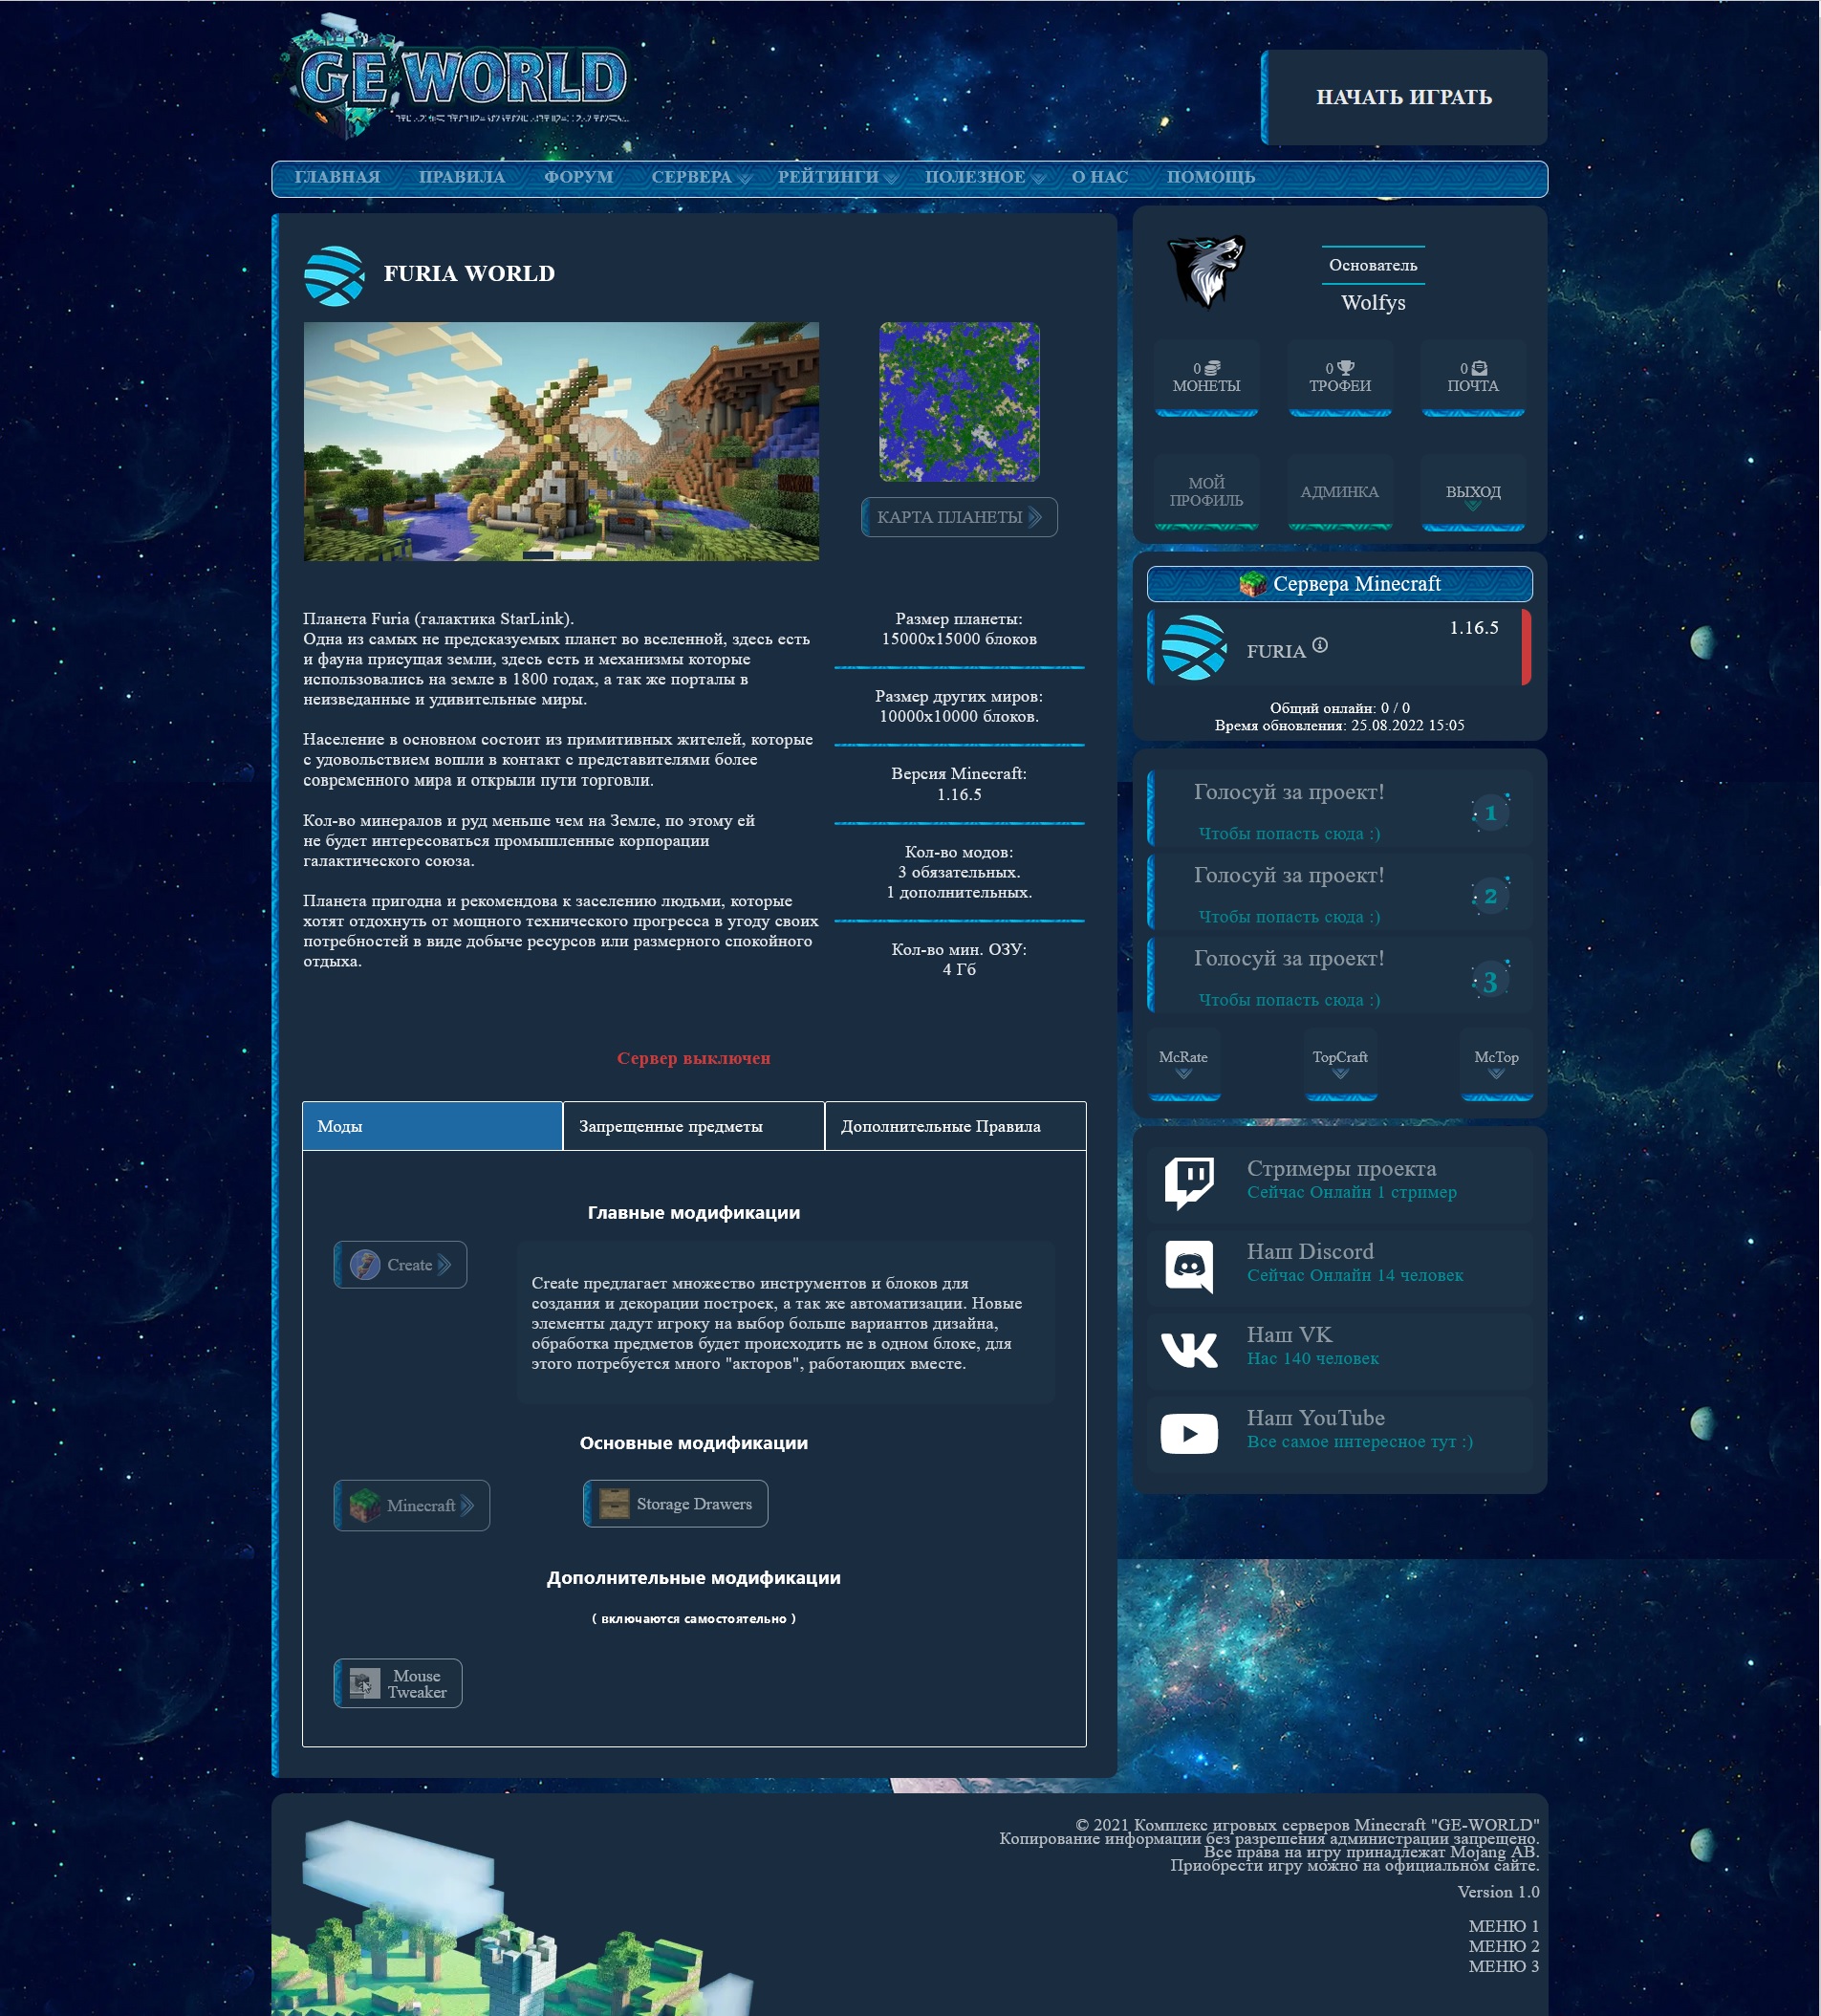 GE WORLD
НАЧАТЬ ИГРАТЬ
ГЛАВНАЯ ПРАВИЛА ФОРУМ СЕРВЕРА РЕЙТИНГИ ПОЛЕЗНОЕ О НАС ПОМОЩЬ
FURIA WORLD
КАРТА ПЛАНЕТЫ
Планета Furia (галактика StarLink).
Одна из самых не предсказуемых планет во вселенной, здесь есть
и фауна присущая земли, здесь есть и механизмы которые
использовались на земле в 1800 годах, а так же порталы в
неизведанные и удивительные миры.
Население в основном состоит из примитивных жителей, которые
с удовольствием вошли в контакт с представителями более
современного мира и открыли пути торговли.
Кол-во минералов и руд меньше чем на Земле, по этому ей
не будет интересоваться промышленные корпорации
галактического союза.
Планета пригодна и рекомендова к заселению людьми, которые
хотят отдохнуть от мощного технического прогресса в угоду своих
потребностей в виде добыче ресурсов или размерного спокойного
отдыха.
Размер планеты:
15000x15000 блоков
Размер других миров:
10000x10000 блоков.
Версия Minecraft:
1.16.5
Кол-во модов:
3 обязательных.
1 дополнительных.
Кол-во мин. ОЗУ:
4 Гб
Сервер выключен
Моды
Запрещенные предметы
Дополнительные Правила
Главные модификации
Create
Create предлагает множество инструментов и блоков для
создания и декорации построек, а так же автоматизации. Новые
элементы дадут игроку на выбор больше вариантов дизайна,
обработка предметов будет происходить не в одном блоке, для
этого потребуется много "акторов", работающих вместе.
Основные модификации
Minecraft
Storage Drawers
Дополнительные модификации
( включаются самостоятельно )
Mouse
Tweaker
Основатель
Wolfys
0
МОНЕТЫ
0
ТРОФЕИ
0
ПОЧТА
МОЙ
ПРОФИЛЬ
АДМИНКА
ВЫХОД
Сервера Minecraft
FURIA
1.16.5
Общий онлайн: 0 / 0
Время обновления: 25.08.2022 15:05
Голосуй за проект!
1
Чтобы попасть сюда :)
Голосуй за проект!
2
Чтобы попасть сюда :)
Голосуй за проект!
3
Чтобы попасть сюда :)
McRate
TopCraft
McTop
Стримеры проекта
Сейчас Онлайн 1 стример
Наш Discord
Сейчас Онлайн 14 человек
Наш VK
Нас 140 человек
Наш YouTube
Все самое интересное тут :)
© 2021 Комплекс игровых серверов Minecraft "GE-WORLD"
Копирование информации без разрешения администрации запрещено.
Все права на игру принадлежат Mojang AB.
Приобрести игру можно на официальном сайте.
Version 1.0
МЕНЮ 1
МЕНЮ 2
МЕНЮ 3